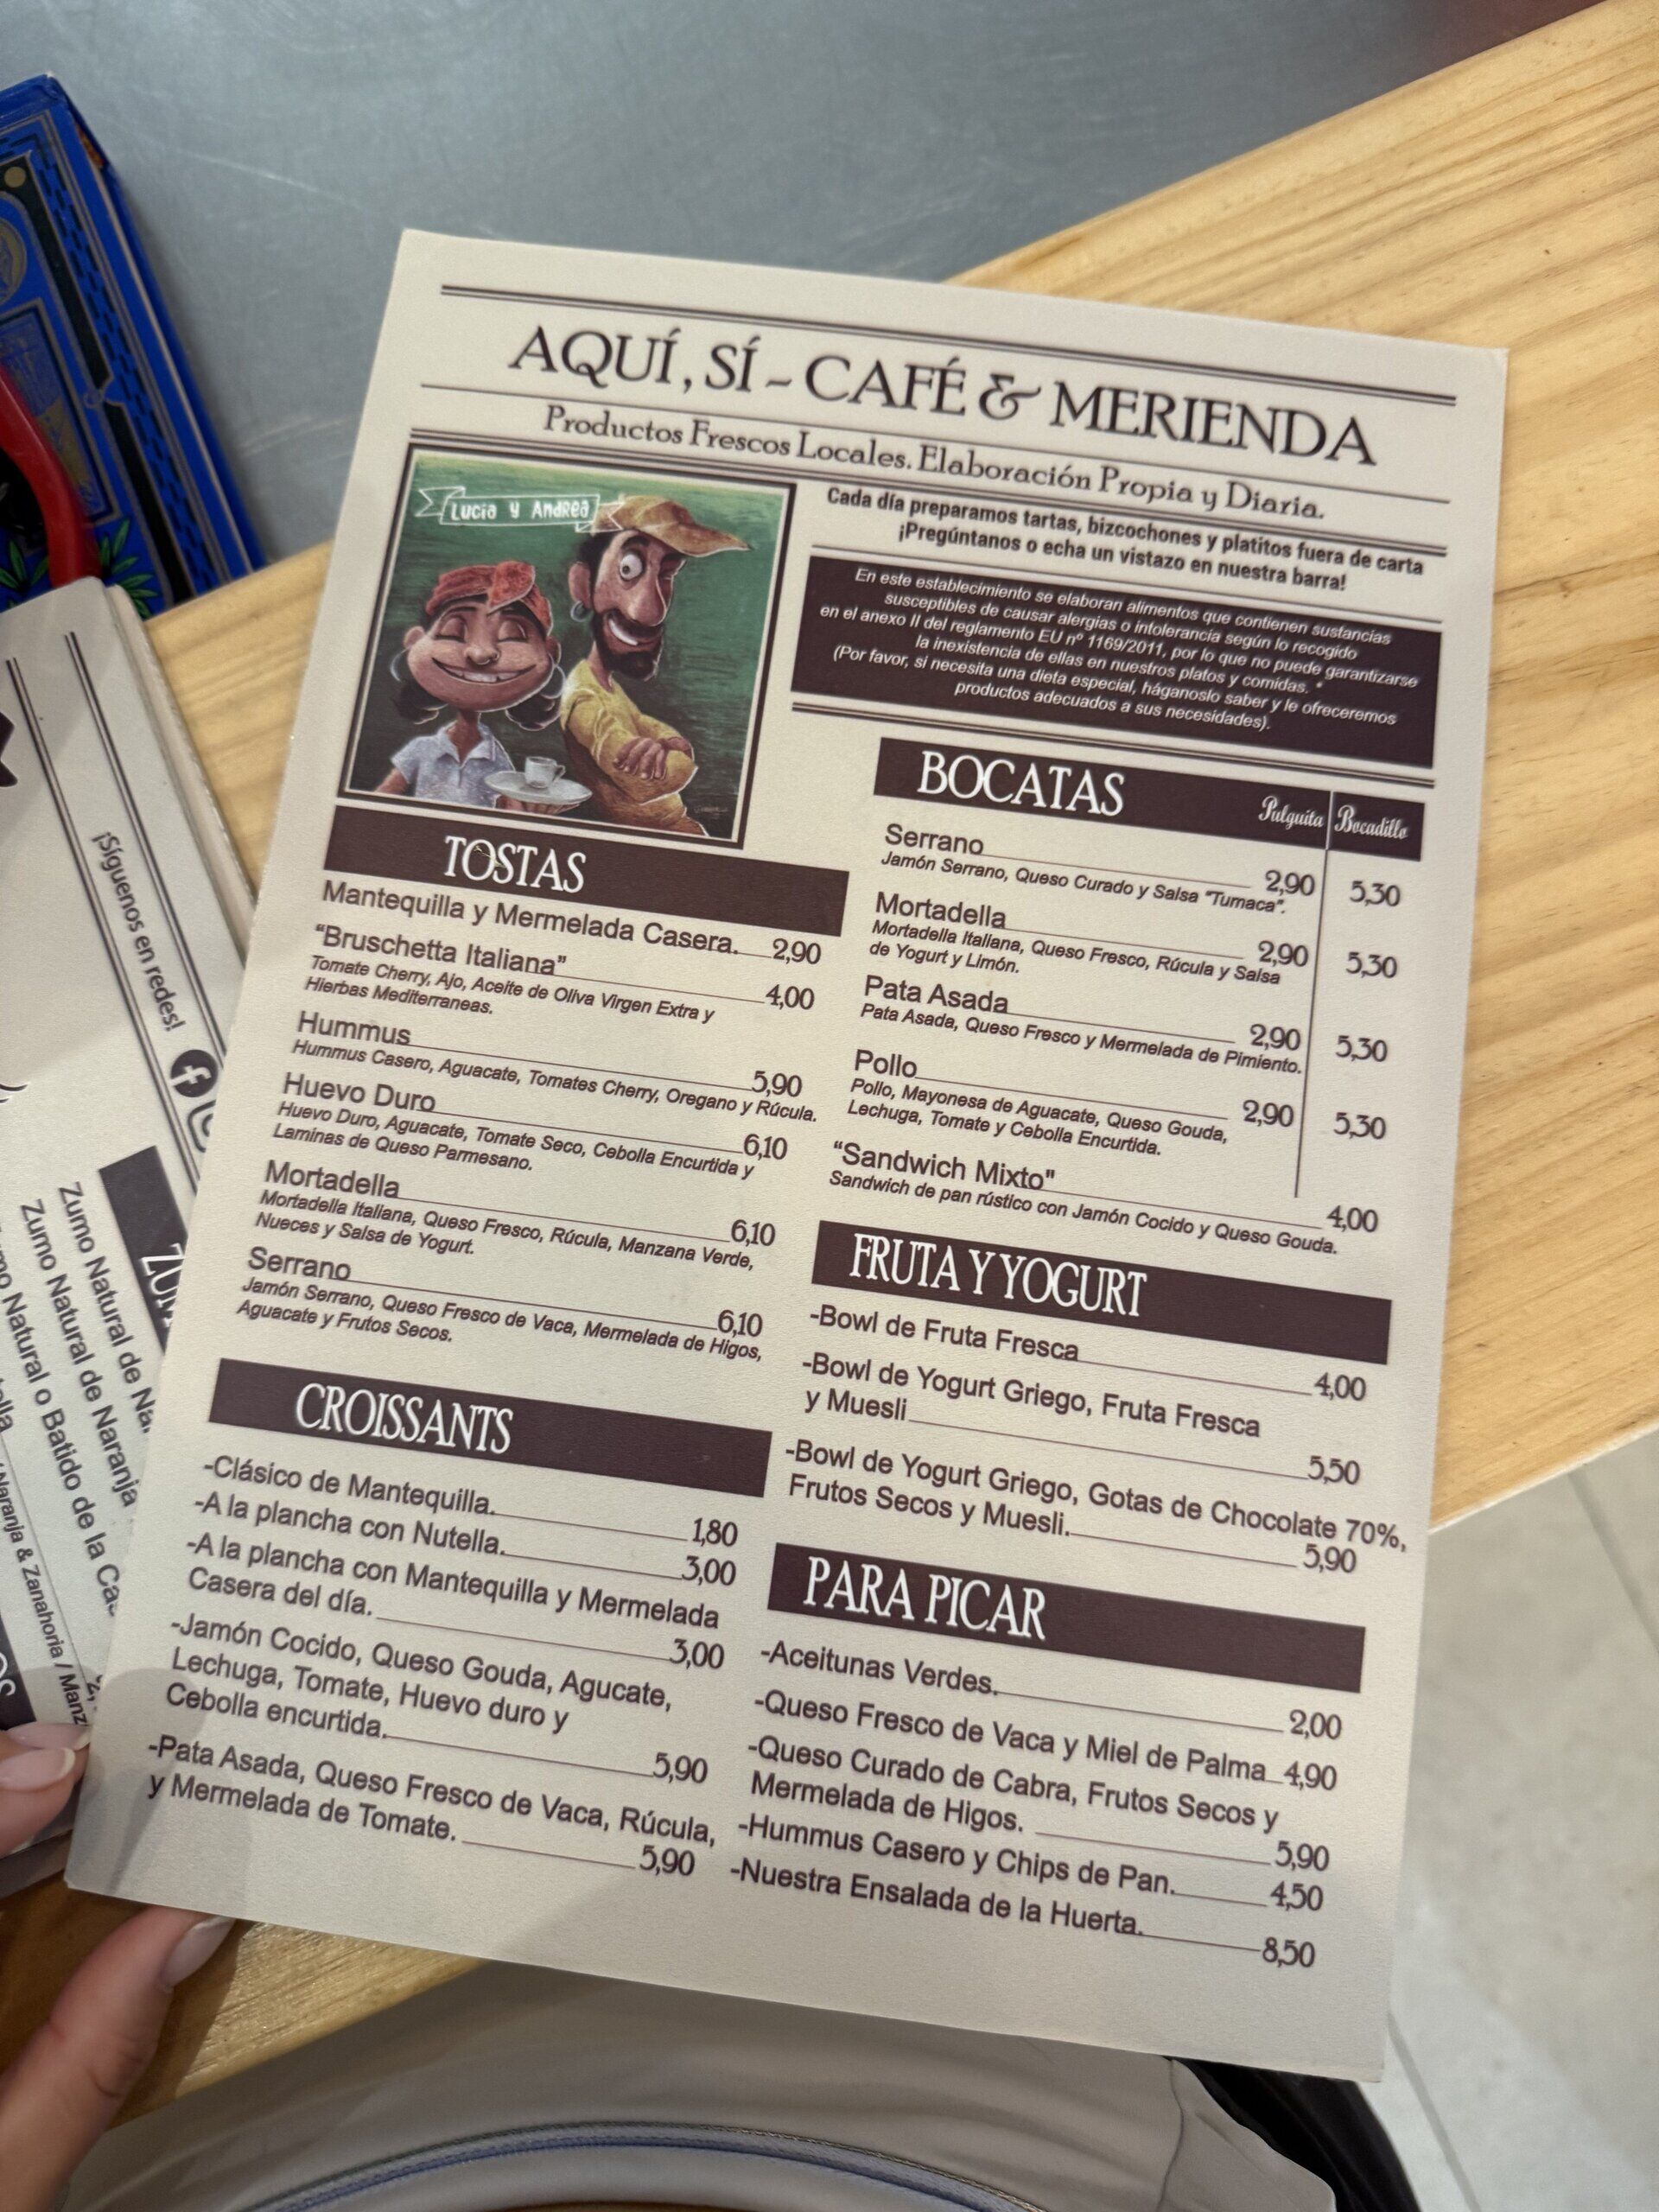 AQUÍ, SÍ ~ CAFÉ & MERIENDA
Productos Frescos Locales. Elaboración Propia y Diaria.
Lucia y Andrea
Cada día preparamos tartas, bizcochones y platitos fuera de carta
¡Pregúntanos o echa un vistazo en nuestra barra!
En este establecimiento se elaboran alimentos que contienen sustancias
susceptibles de causar alergias o intolerancia según lo recogido
en el anexo II del reglamento EU nº 1169/2011, por lo que no puede garantizarse
la inexistencia de ellas en nuestros platos y comidas. *
(Por favor, si necesita una dieta especial, háganoslo saber y le ofreceremos
productos adecuados a sus necesidades).
TOSTAS
Mantequilla y Mermelada Casera. 2,90
“Bruschetta Italiana” 4,00
Tomate Cherry, Ajo, Aceite de Oliva Virgen Extra y
Hierbas Mediterraneas.
Hummus 5,90
Hummus Casero, Aguacate, Tomates Cherry, Oregano y Rúcula.
Huevo Duro 6,10
Huevo Duro, Aguacate, Tomate Seco, Cebolla Encurtida y
Laminas de Queso Parmesano.
Mortadella 6,10
Mortadella Italiana, Queso Fresco, Rúcula, Manzana Verde,
Nueces y Salsa de Yogurt.
Serrano 6,10
Jamón Serrano, Queso Fresco de Vaca, Mermelada de Higos,
Aguacate y Frutos Secos.
CROISSANTS
-Clásico de Mantequilla. 1,80
-A la plancha con Nutella. 3,00
-A la plancha con Mantequilla y Mermelada
Casera del día. 3,00
-Jamón Cocido, Queso Gouda, Agucate,
Lechuga, Tomate, Huevo duro y
Cebolla encurtida. 5,90
-Pata Asada, Queso Fresco de Vaca, Rúcula,
y Mermelada de Tomate. 5,90
BOCATAS Pulguita Bocadillo
Serrano 2,90 5,30
Jamón Serrano, Queso Curado y Salsa "Tumaca".
Mortadella 2,90 5,30
Mortadella Italiana, Queso Fresco, Rúcula y Salsa
de Yogurt y Limón.
Pata Asada 2,90 5,30
Pata Asada, Queso Fresco y Mermelada de Pimiento.
Pollo 2,90 5,30
Pollo, Mayonesa de Aguacate, Queso Gouda,
Lechuga, Tomate y Cebolla Encurtida.
“Sandwich Mixto" 4,00
Sandwich de pan rústico con Jamón Cocido y Queso Gouda.
FRUTA Y YOGURT
-Bowl de Fruta Fresca 4,00
-Bowl de Yogurt Griego, Fruta Fresca
y Muesli 5,50
-Bowl de Yogurt Griego, Gotas de Chocolate 70%,
Frutos Secos y Muesli. 5,90
PARA PICAR
-Aceitunas Verdes. 2,00
-Queso Fresco de Vaca y Miel de Palma 4,90
-Queso Curado de Cabra, Frutos Secos y
Mermelada de Higos. 5,90
-Hummus Casero y Chips de Pan. 4,50
-Nuestra Ensalada de la Huerta. 8,50
¡Síguenos en redes!
Zumo Natural de
Zumo Natural de Naranja
Natural o Batido de la
Naranja & Zanahoria /